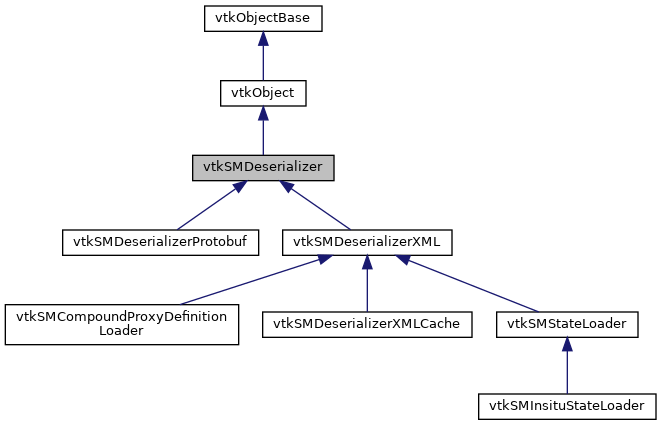 vtkObjectBase
vtkObject
vtkSMDeserializer
vtkSMDeserializerProtobuf
vtkSMDeserializerXML
vtkSMCompoundProxyDefinition
Loader
vtkSMDeserializerXMLCache
vtkSMStateLoader
vtkSMInsituStateLoader